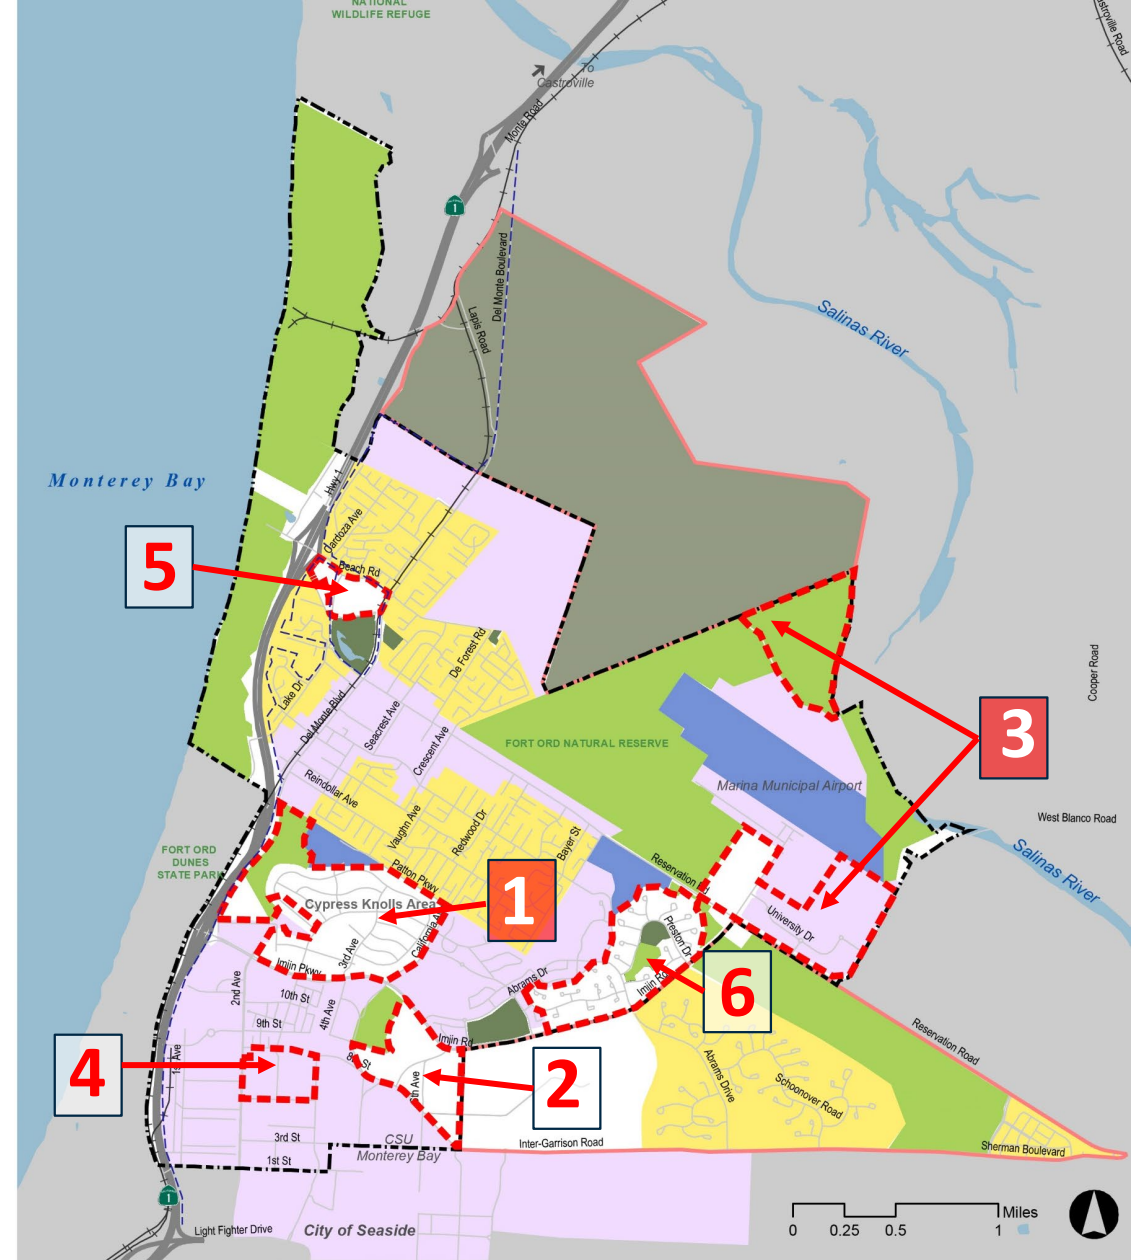 NATIONAL
WILDLIFE REFUGE
To
Castroville
Monte Road
1
Del Monte Boulevard
Lapis Road
Salinas River
Monterey Bay
Hwy 1
Cardoza Ave
Beach Rd
5
De Forest Rd
Lake Dr
Del Monte Blvd
Seacrest Ave
Crescent Ave
Cooper Road
3
FORT ORD NATURAL RESERVE
Marina Municipal Airport
Reindollar Ave
Vaughn Ave
Redwood Dr
Bayer St
West Blanco Road
Salinas River
FORT ORD
DUNES
STATE PARK
Patton Pkwy
Reservation
Cypress Knolls Area
1
University Dr
Preston Dr
3rd Ave
Imjin Pkwy
2nd Ave
10th St
4th Ave
9th St
Abrams Dr
Imjin Rd
6
Imjin Rd
Reservation Road
1st Ave
4
8th St
2
Abrams Drive
Schoonover Road
3rd St
CSU
Monterey Bay
Inter-Garrison Road
Sherman Boulevard
1st St
1
Light Fighter Drive
City of Seaside
Miles
0 0.25 0.5 1